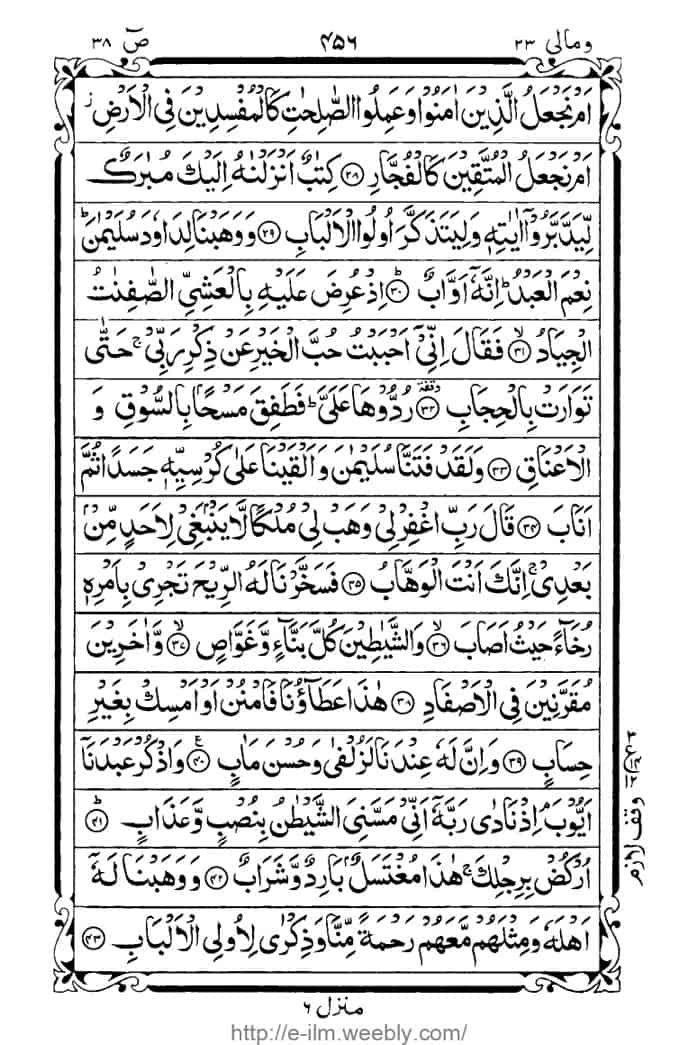 ومالی ۲۳ ۴۵۶ صٓ ۳۸
اَمْ نَجْعَلُ الَّذِيْنَ اٰمَنُوْا وَعَمِلُوا الصّٰلِحٰتِ كَالْمُفْسِدِيْنَ فِى الْاَرْضِ ز
اَمْ نَجْعَلُ الْمُتَّقِيْنَ كَالْفُجَّارِ ۝۲۸ كِتٰبٌ اَنْزَلْنٰهُ اِلَيْكَ مُبٰرَكٌ
لِّيَدَّبَّرُوْٓا اٰيٰتِهٖ وَلِيَتَذَكَّرَ اُولُوا الْاَلْبَابِ ۝۲۹ وَوَهَبْنَا لِدَاوٗدَ سُلَيْمٰنَ ؕ
نِعْمَ الْعَبْدُ ؕ اِنَّهٗٓ اَوَّابٌ ؕ۝۳۰ اِذْ عُرِضَ عَلَيْهِ بِالْعَشِىِّ الصّٰفِنٰتُ
الْجِيَادُ ۙ۝۳۱ فَقَالَ اِنِّىْٓ اَحْبَبْتُ حُبَّ الْخَيْرِ عَنْ ذِكْرِ رَبِّىْ ۚ حَتّٰى
تَوَارَتْ بِالْحِجَابِ ۝۳۲ وقفة رُدُّوْهَا عَلَىَّ ؕ فَطَفِقَ مَسْحًۢا بِالسُّوْقِ وَ
الْاَعْنَاقِ ۝۳۳ وَلَقَدْ فَتَنَّا سُلَيْمٰنَ وَاَلْقَيْنَا عَلٰى كُرْسِيِّهٖ جَسَدًا ثُمَّ
اَنَابَ ۝۳۴ قَالَ رَبِّ اغْفِرْ لِىْ وَهَبْ لِىْ مُلْكًا لَّا يَنْۢبَغِىْ لِاَحَدٍ مِّنْۢ
بَعْدِىْ ۚ اِنَّكَ اَنْتَ الْوَهَّابُ ۝۳۵ فَسَخَّرْنَا لَهُ الرِّيْحَ تَجْرِىْ بِاَمْرِهٖ
رُخَآءً حَيْثُ اَصَابَ ۙ۝۳۶ وَالشَّيٰطِيْنَ كُلَّ بَنَّآءٍ وَّغَوَّاصٍ ۙ۝۳۷ وَّاٰخَرِيْنَ
مُقَرَّنِيْنَ فِى الْاَصْفَادِ ۝۳۸ هٰذَا عَطَآؤُنَا فَامْنُنْ اَوْ اَمْسِكْ بِغَيْرِ
حِسَابٍ ۝۳۹ وَاِنَّ لَهٗ عِنْدَنَا لَزُلْفٰى وَحُسْنَ مَاٰبٍ ۝۴۰ ع وَاذْكُرْ عَبْدَنَآ
اَيُّوْبَ ۘ اِذْ نَادٰى رَبَّهٗٓ اَنِّىْ مَسَّنِىَ الشَّيْطٰنُ بِنُصْبٍ وَّعَذَابٍ ؕ۝۴۱
اُرْكُضْ بِرِجْلِكَ ۚ هٰذَا مُغْتَسَلٌۢ بَارِدٌ وَّشَرَابٌ ۝۴۲ وَوَهَبْنَا لَهٗٓ
اَهْلَهٗ وَمِثْلَهُمْ مَّعَهُمْ رَحْمَةً مِّنَّا وَذِكْرٰى لِاُولِى الْاَلْبَابِ ۝۴۳
وقف لازم
منزل ۶
http://e-ilm.weebly.com/